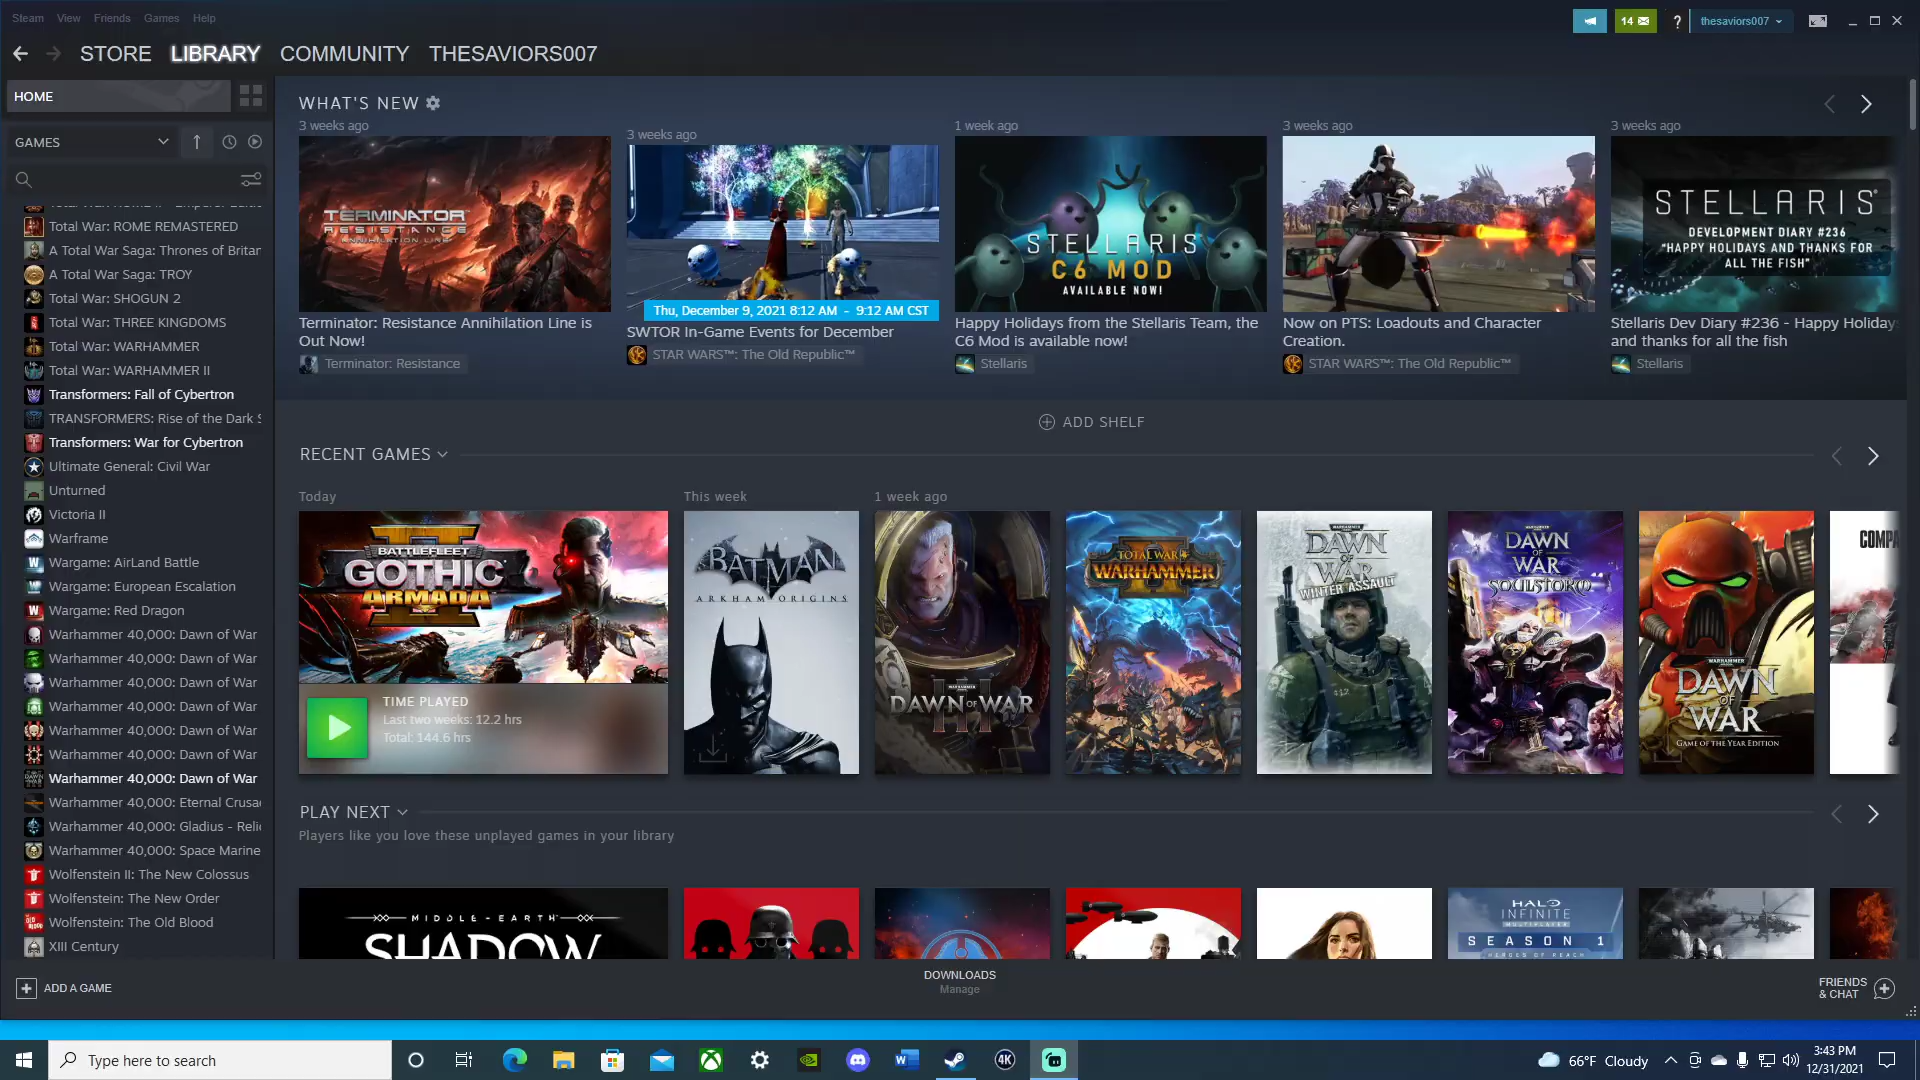 Steam View Friends Games Help
14
?
thesaviors007
STORE LIBRARY COMMUNITY THESAVIORS007
HOME
GAMES
Total War: ROME REMASTERED
A Total War Saga: Thrones of Britan
A Total War Saga: TROY
Total War: SHOGUN 2
Total War: THREE KINGDOMS
Total War: WARHAMMER
Total War: WARHAMMER II
Transformers: Fall of Cybertron
TRANSFORMERS: Rise of the Dark S
Transformers: War for Cybertron
Ultimate General: Civil War
Unturned
Victoria II
Warframe
Wargame: AirLand Battle
Wargame: European Escalation
Wargame: Red Dragon
Warhammer 40,000: Dawn of War
Warhammer 40,000: Dawn of War
Warhammer 40,000: Dawn of War
Warhammer 40,000: Dawn of War
Warhammer 40,000: Dawn of War
Warhammer 40,000: Dawn of War
Warhammer 40,000: Dawn of War
Warhammer 40,000: Eternal Crusa
Warhammer 40,000: Gladius - Reli
Warhammer 40,000: Space Marine
Wolfenstein II: The New Colossus
Wolfenstein: The New Order
Wolfenstein: The Old Blood
XIII Century
ADD A GAME
WHAT'S NEW
3 weeks ago
TERMINATOR
RESISTANCE
ANNIHILATION LINE
Terminator: Resistance Annihilation Line is
Out Now!
Terminator: Resistance
3 weeks ago
Thu, December 9, 2021 8:12 AM - 9:12 AM CST
SWTOR In-Game Events for December
STAR WARS™: The Old Republic™
1 week ago
STELLARIS
C6 MOD
AVAILABLE NOW!
Happy Holidays from the Stellaris Team, the
C6 Mod is available now!
Stellaris
3 weeks ago
Now on PTS: Loadouts and Character
Creation.
STAR WARS™: The Old Republic™
3 weeks ago
STELLARIS®
DEVELOPMENT DIARY #236
"HAPPY HOLIDAYS AND THANKS FOR
ALL THE FISH"
Stellaris Dev Diary #236 - Happy Holiday
and thanks for all the fish
Stellaris
ADD SHELF
RECENT GAMES
Today
BATTLEFLEET
GOTHIC
ARMADA
II
TIME PLAYED
Last two weeks: 12.2 hrs
Total: 144.6 hrs
This week
BATMAN
ARKHAM ORIGINS
1 week ago
DAWN OF WAR
III
TOTAL WAR
WARHAMMER
II
DAWN
OF
WAR
WINTER ASSAULT
DAWN
OF
WAR
SOULSTORM
WARHAMMER
DAWN
OF
WAR
GAME OF THE YEAR EDITION
COMPA
PLAY NEXT
Players like you love these unplayed games in your library
MIDDLE-EARTH
SHADOW
HALO
INFINITE
MULTIPLAYER
SEASON 1
HEROES OF REACH
DOWNLOADS
Manage
FRIENDS
& CHAT
Type here to search
4K
66°F Cloudy
3:43 PM
12/31/2021